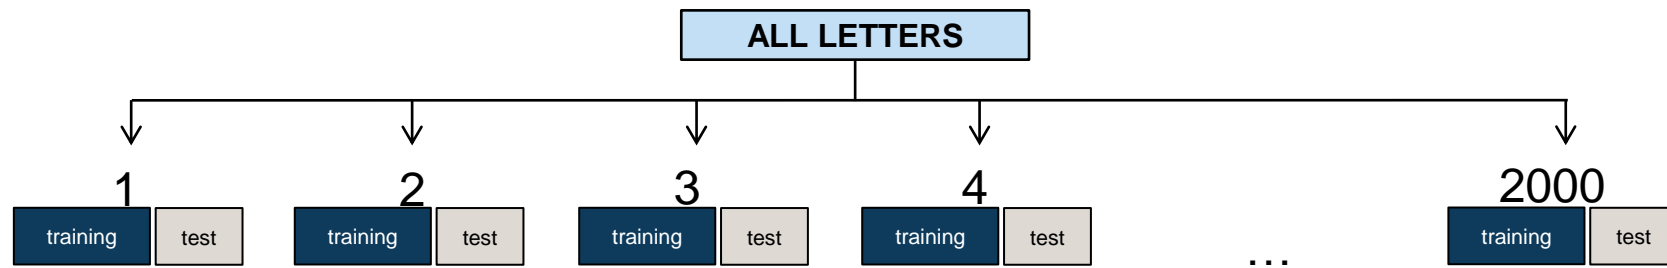 ALL LETTERS
1 2 3 4 2000
training test training test training test training test ... training test